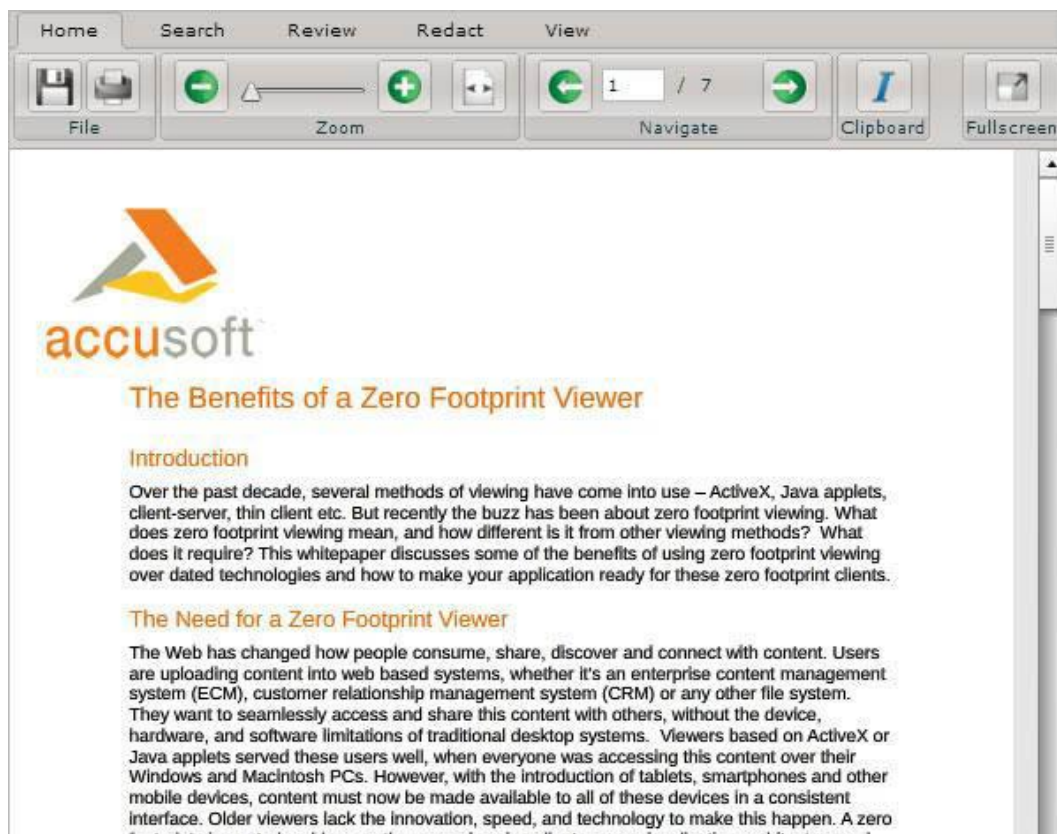 Home Search Review Redact View
1 / 7
File Zoom Navigate Clipboard Fullscreen
accusoft
The Benefits of a Zero Footprint Viewer
Introduction
Over the past decade, several methods of viewing have come into use – ActiveX, Java applets,
client-server, thin client etc. But recently the buzz has been about zero footprint viewing. What
does zero footprint viewing mean, and how different is it from other viewing methods?  What
does it require? This whitepaper discusses some of the benefits of using zero footprint viewing
over dated technologies and how to make your application ready for these zero footprint clients.
The Need for a Zero Footprint Viewer
The Web has changed how people consume, share, discover and connect with content. Users
are uploading content into web based systems, whether it's an enterprise content management
system (ECM), customer relationship management system (CRM) or any other file system.
They want to seamlessly access and share this content with others, without the device,
hardware, and software limitations of traditional desktop systems.  Viewers based on ActiveX or
Java applets served these users well, when everyone was accessing this content over their
Windows and Macintosh PCs. However, with the introduction of tablets, smartphones and other
mobile devices, content must now be made available to all of these devices in a consistent
interface. Older viewers lack the innovation, speed, and technology to make this happen. A zero